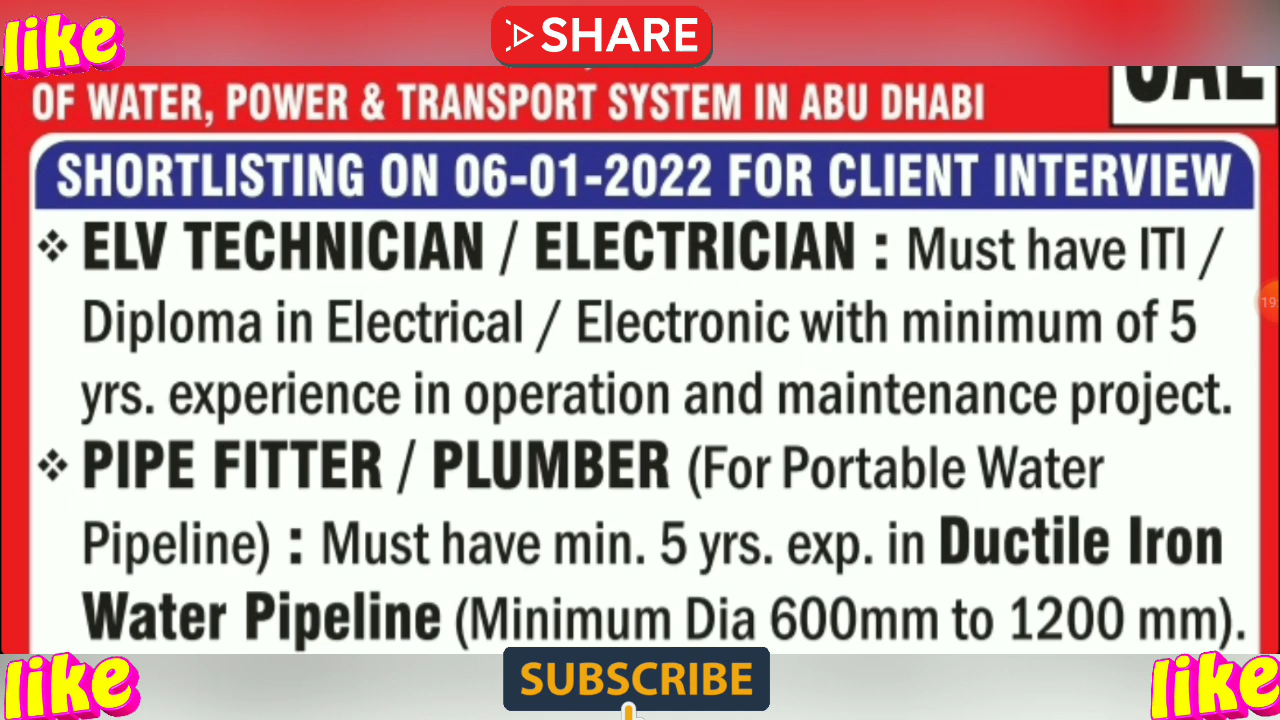 like
SHARE
UAE
OF WATER, POWER & TRANSPORT SYSTEM IN ABU DHABI
SHORTLISTING ON 06-01-2022 FOR CLIENT INTERVIEW
❖ ELV TECHNICIAN / ELECTRICIAN : Must have ITI /
Diploma in Electrical / Electronic with minimum of 5
yrs. experience in operation and maintenance project.
❖ PIPE FITTER / PLUMBER (For Portable Water
Pipeline) : Must have min. 5 yrs. exp. in Ductile Iron
Water Pipeline (Minimum Dia 600mm to 1200 mm).
like
SUBSCRIBE
like